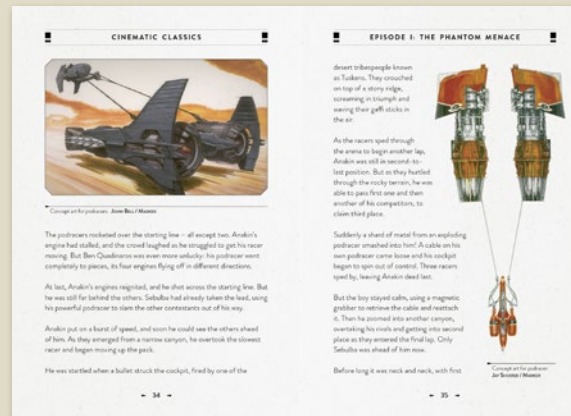 CINEMATIC CLASSICS
Concept art for podracers JOHN BELL / MARKER
The podracers rocketed over the starting line – all except two. Anakin's
engine had stalled, and the crowd laughed as he struggled to get his racer
moving. But Ben Quadinaros was even more unlucky: his podracer went
completely to pieces, its four engines flying off in different directions.
At last, Anakin's engines reignited, and he shot across the starting line. But
he was still far behind the others. Sebulba had already taken the lead, using
his powerful podracer to slam the other contestants out of his way.
Anakin put on a burst of speed, and soon he could see the others ahead
of him. As they emerged from a narrow canyon, he overtook the slowest
racer and began moving up the pack.
He was startled when a bullet struck the cockpit, fired by one of the
34
EPISODE I: THE PHANTOM MENACE
desert tribespeople known
as Tuskens. They crouched
on top of a stony ridge,
screaming in triumph and
waving their gaffi sticks in
the air.
As the racers sped through
the arena to begin another lap,
Anakin was still in second-to-
last position. But as they hurtled
through the rocky terrain, he was
able to pass first one and then
another of his competitors, to
claim third place.
Suddenly a shard of metal from an exploding
podracer smashed into him! A cable on his
own podracer came loose and his cockpit
began to spin out of control. Three racers
sped by, leaving Anakin dead last.
But the boy stayed calm, using a magnetic
grabber to retrieve the cable and reattach
it. Then he zoomed into another canyon,
overtaking his rivals and getting into second
place as they entered the final lap. Only
Sebulba was ahead of him now.
Before long it was neck and neck, with first
Concept art for podracer
JAY SHUSTER / MARKER
35